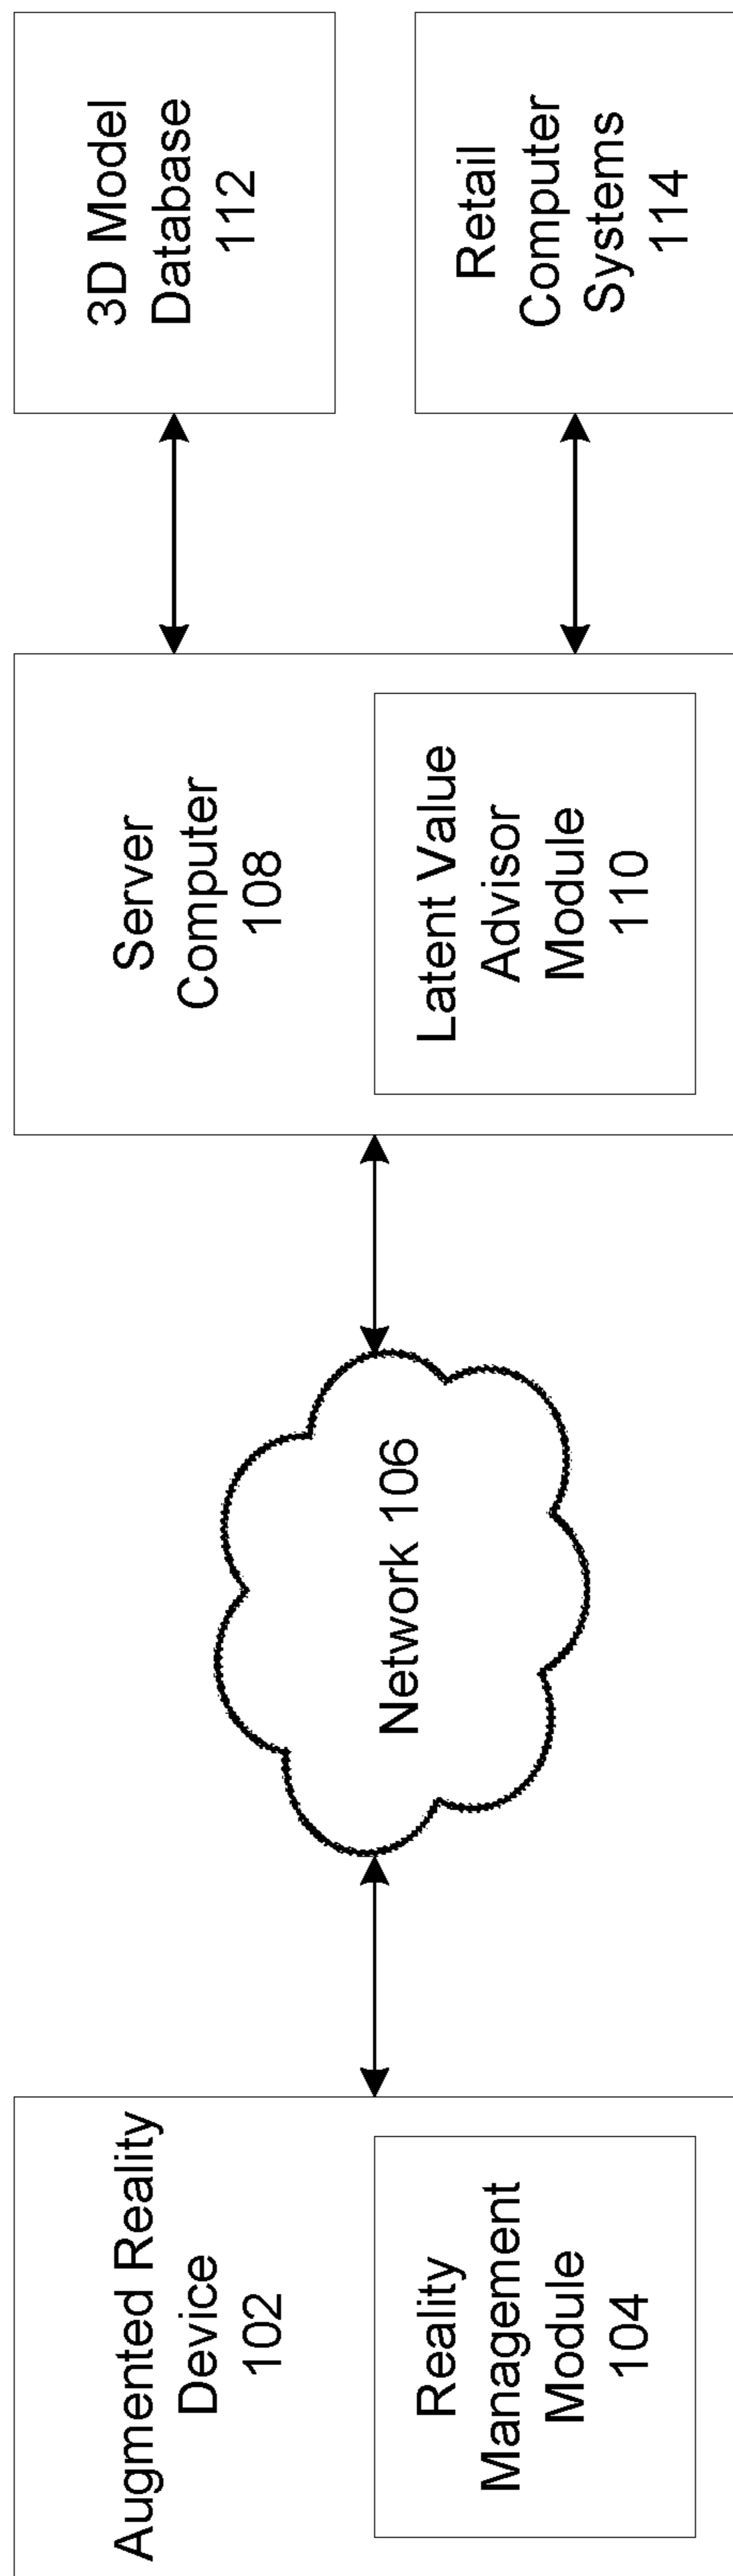 Augmented Reality
Device
102
Reality
Management
Module
104
Network 106
Server
Computer
108
Latent Value
Advisor
Module
110
3D Model
Database
112
Retail
Computer
Systems
114